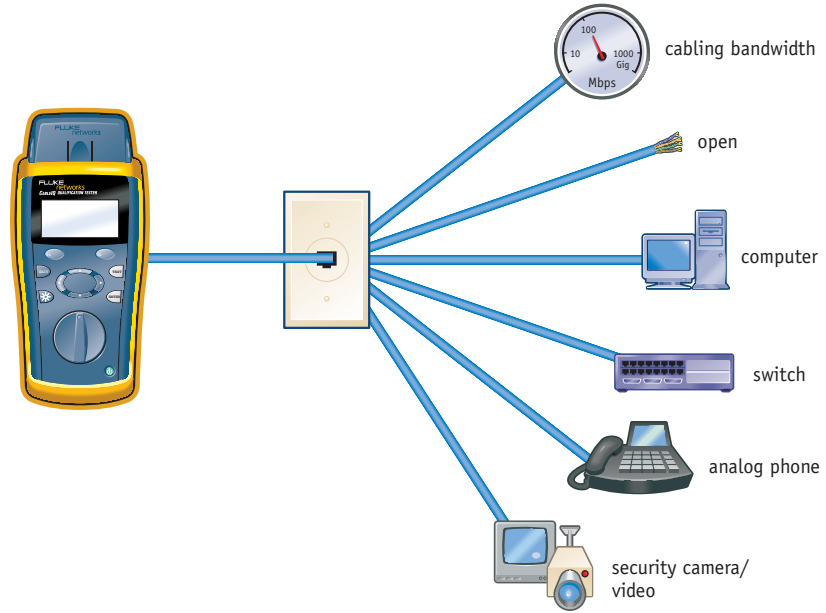 100
10
1000
Gig
Mbps
cabling bandwidth
open
FLUKE
networks
FLUKE
networks
CableIQ QUALIFICATION TESTER
computer
switch
analog phone
security camera/
video